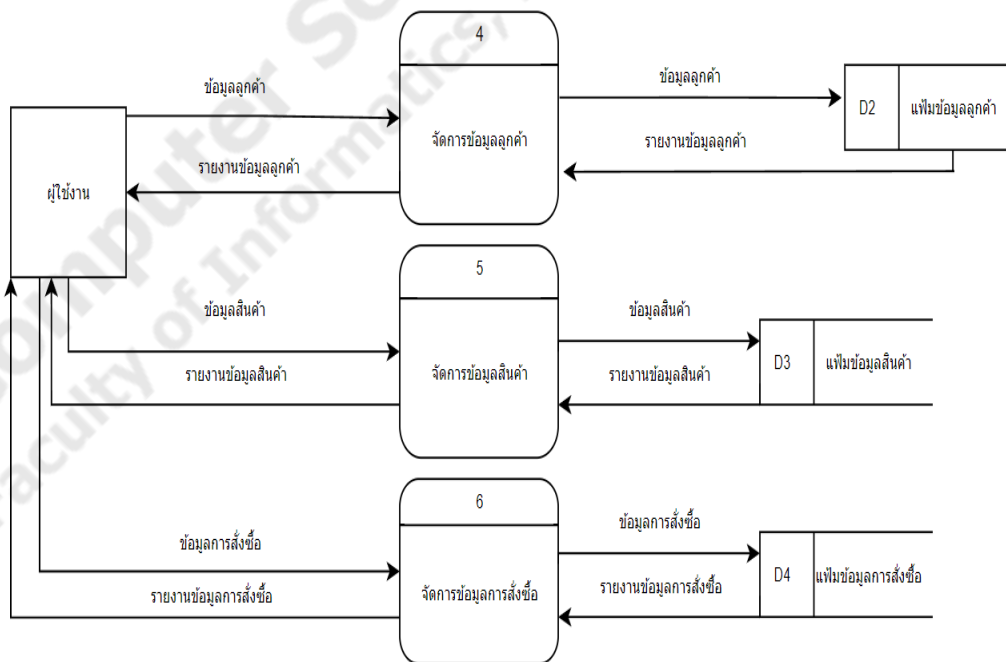 4
ข้อมูลลูกค้า
ข้อมูลลูกค้า
D2
แฟ้มข้อมูลลูกค้า
จัดการข้อมูลลูกค้า
รายงานข้อมูลลูกค้า
รายงานข้อมูลลูกค้า
ผู้ใช้งาน
5
ข้อมูลสินค้า
ข้อมูลสินค้า
D3
แฟ้มข้อมูลสินค้า
รายงานข้อมูลสินค้า
จัดการข้อมูลสินค้า
รายงานข้อมูลสินค้า
6
ข้อมูลการสั่งซื้อ
ข้อมูลการสั่งซื้อ
D4
แฟ้มข้อมูลการสั่งซื้อ
รายงานข้อมูลการสั่งซื้อ
จัดการข้อมูลการสั่งซื้อ
รายงานข้อมูลการสั่งซื้อ
Computer
Faculty of Informatics,